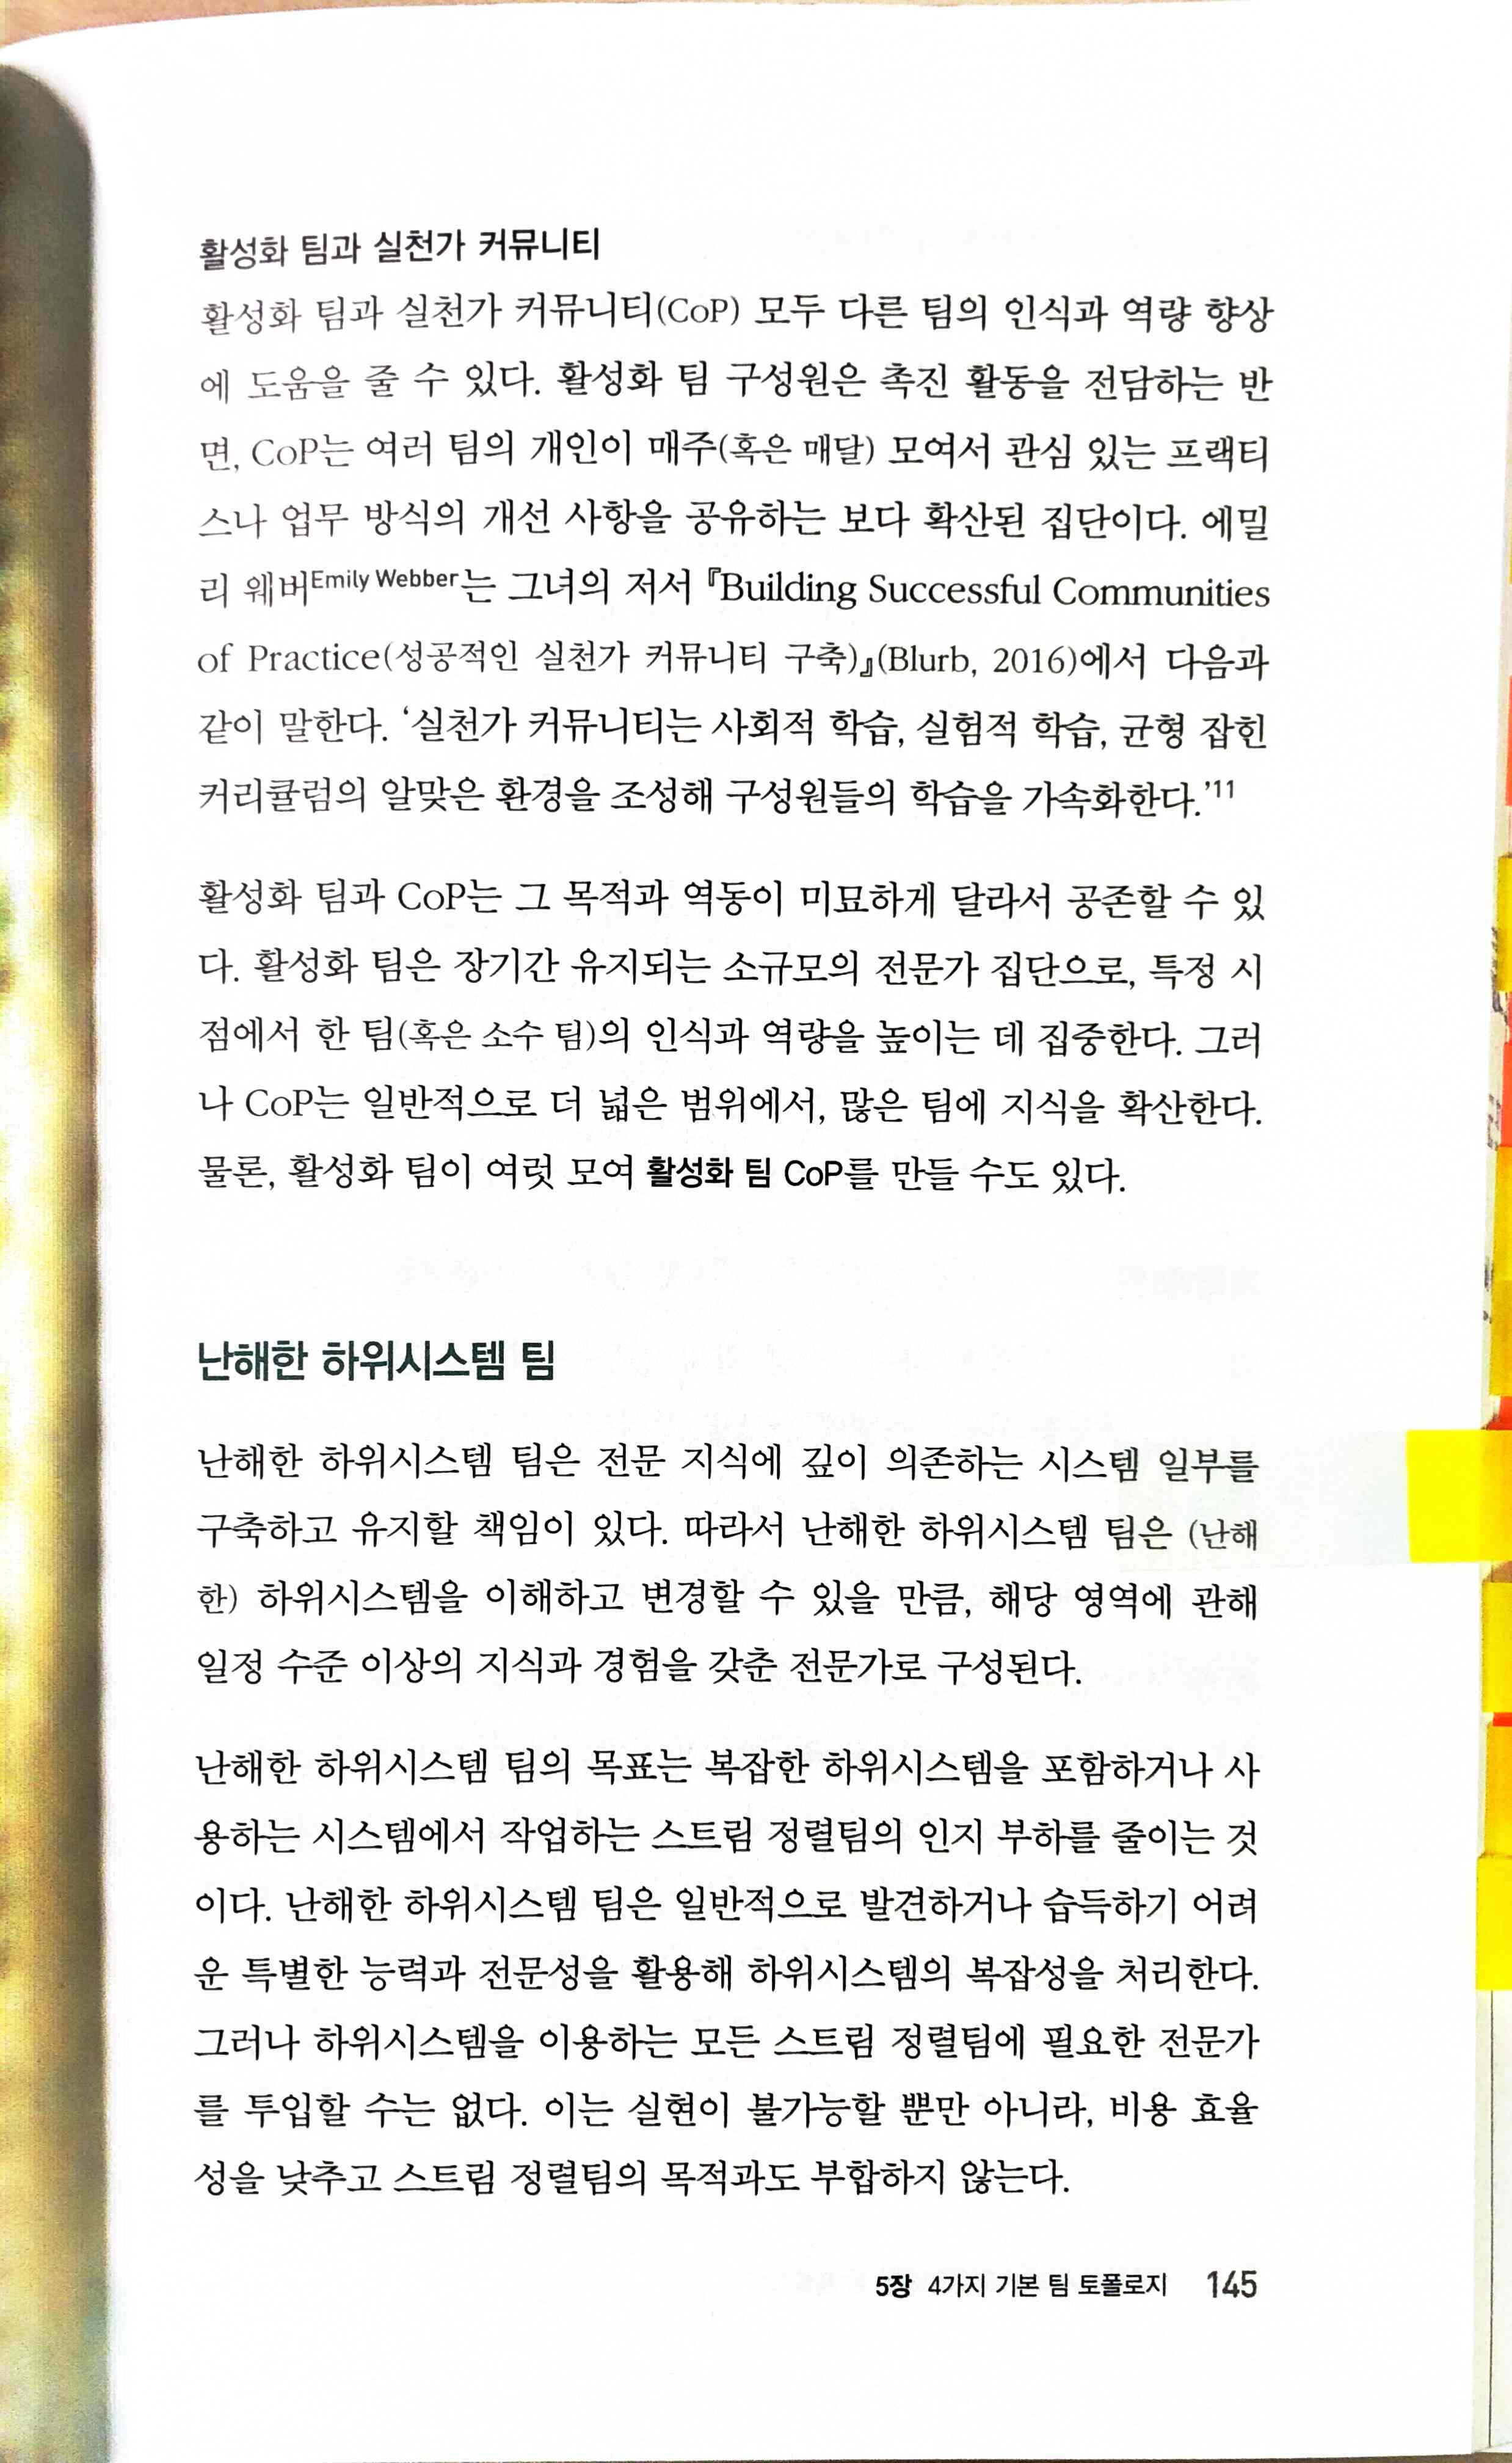 활성화 팀과 실천가 커뮤니티
활성화 팀과 실천가 커뮤니티(CoP) 모두 다른 팀의 인식과 역량 향상
에 도움을 줄 수 있다. 활성화 팀 구성원은 촉진 활동을 전담하는 반
면, CoP는 여러 팀의 개인이 매주(혹은 매달) 모여서 관심 있는 프랙티
스나 업무 방식의 개선 사항을 공유하는 보다 확산된 집단이다. 에밀
리 웨버Emily Webber는 그녀의 저서 『Building Successful Communities
of Practice(성공적인 실천가 커뮤니티 구축)』(Blurb, 2016)에서 다음과
같이 말한다. ‘실천가 커뮤니티는 사회적 학습, 실험적 학습, 균형 잡힌
커리큘럼의 알맞은 환경을 조성해 구성원들의 학습을 가속화한다.’11
활성화 팀과 CoP는 그 목적과 역동이 미묘하게 달라서 공존할 수 있
다. 활성화 팀은 장기간 유지되는 소규모의 전문가 집단으로, 특정 시
점에서 한 팀(혹은 소수 팀)의 인식과 역량을 높이는 데 집중한다. 그러
나 CoP는 일반적으로 더 넓은 범위에서, 많은 팀에 지식을 확산한다.
물론, 활성화 팀이 여럿 모여 활성화 팀 CoP를 만들 수도 있다.
난해한 하위시스템 팀
난해한 하위시스템 팀은 전문 지식에 깊이 의존하는 시스템 일부를
구축하고 유지할 책임이 있다. 따라서 난해한 하위시스템 팀은 (난해
한) 하위시스템을 이해하고 변경할 수 있을 만큼, 해당 영역에 관해
일정 수준 이상의 지식과 경험을 갖춘 전문가로 구성된다.
난해한 하위시스템 팀의 목표는 복잡한 하위시스템을 포함하거나 사
용하는 시스템에서 작업하는 스트림 정렬팀의 인지 부하를 줄이는 것
이다. 난해한 하위시스템 팀은 일반적으로 발견하거나 습득하기 어려
운 특별한 능력과 전문성을 활용해 하위시스템의 복잡성을 처리한다.
그러나 하위시스템을 이용하는 모든 스트림 정렬팀에 필요한 전문가
를 투입할 수는 없다. 이는 실현이 불가능할 뿐만 아니라, 비용 효율
성을 낮추고 스트림 정렬팀의 목적과도 부합하지 않는다.
5장 4가지 기본 팀 토폴로지 145